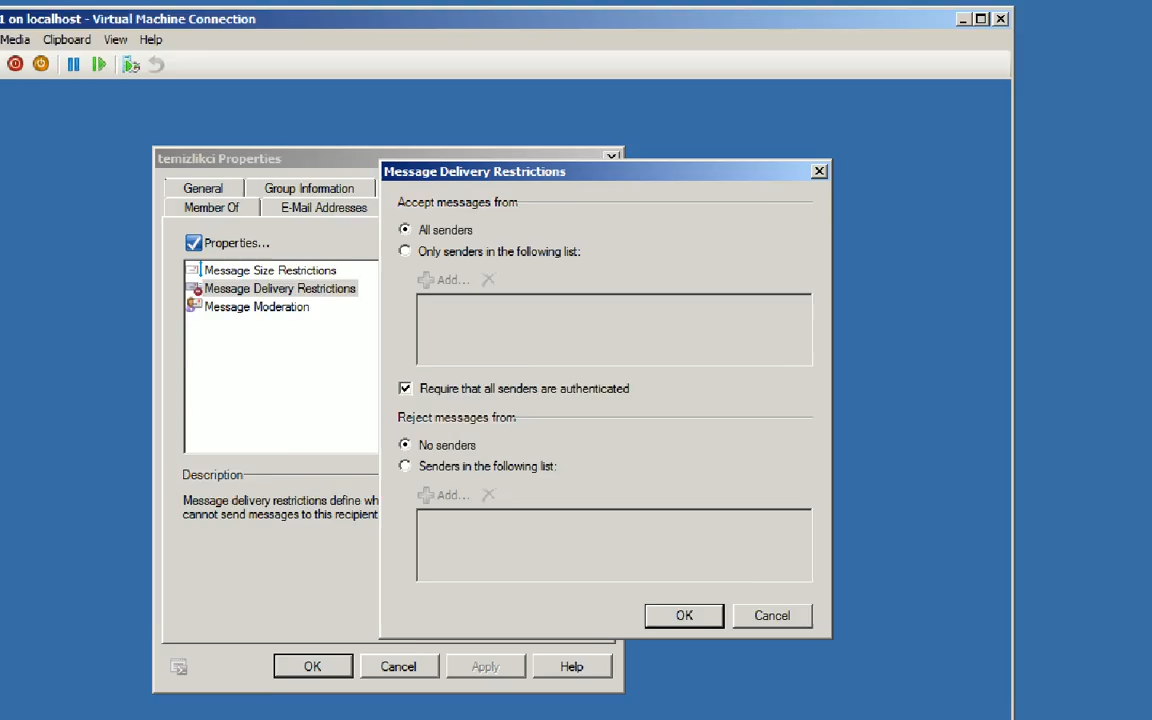 1 on localhost - Virtual Machine Connection
Media Clipboard View Help
temizlikci Properties
General Group Information
Member Of E-Mail Addresses
Properties...
Message Size Restrictions
Message Delivery Restrictions
Message Moderation
Description
Message delivery restrictions define wh
cannot send messages to this recipient
OK Cancel Apply Help
Message Delivery Restrictions
Accept messages from
All senders
Only senders in the following list:
Add...
Require that all senders are authenticated
Reject messages from
No senders
Senders in the following list:
Add...
OK Cancel